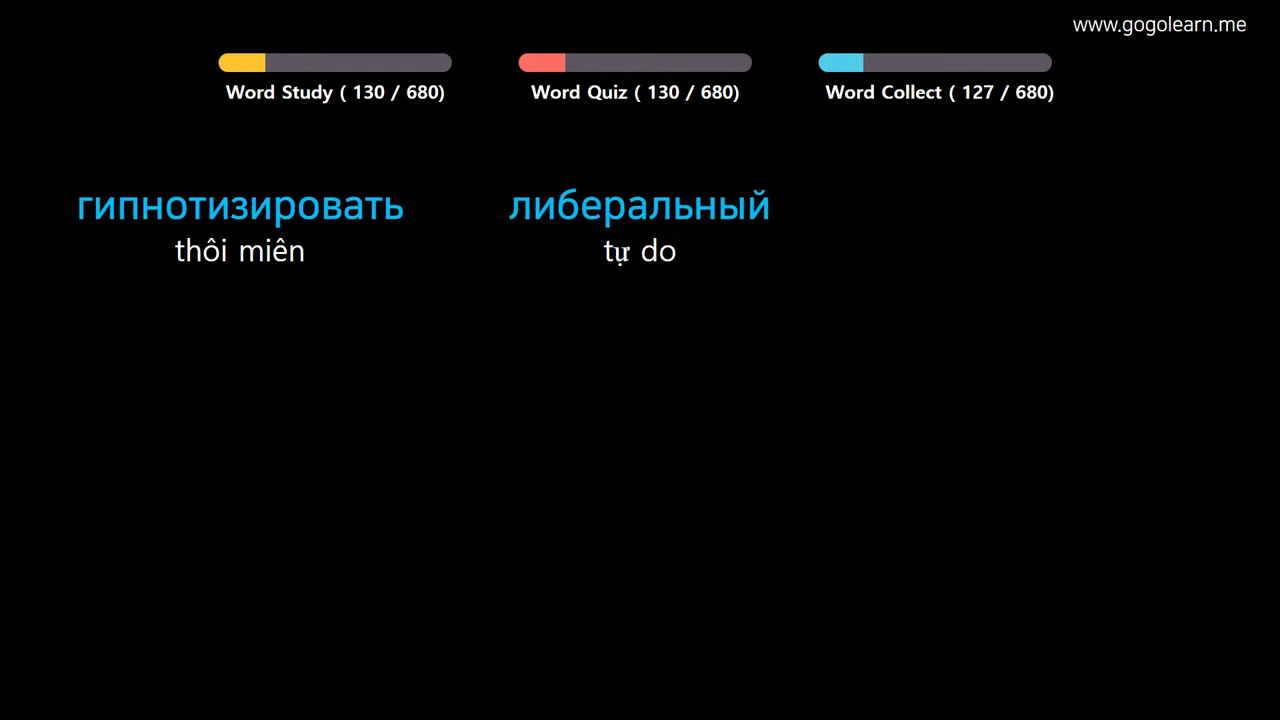 www.gogolearn.me
Word Study ( 130 / 680)
Word Quiz ( 130 / 680)
Word Collect ( 127 / 680)
гипнотизировать
thôi miên
либеральный
tự do